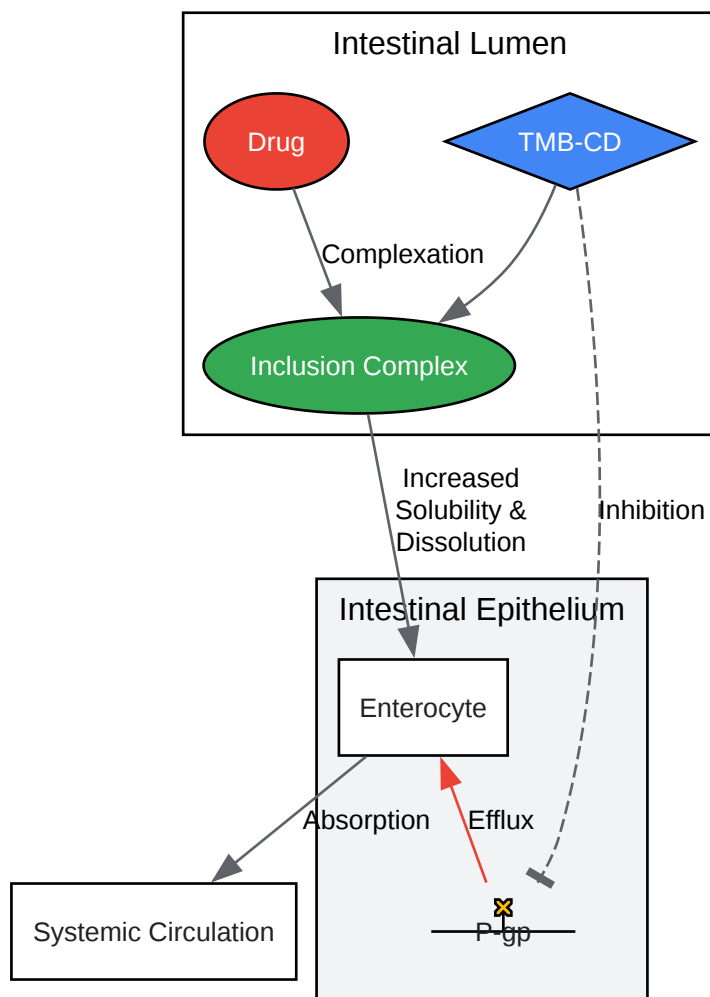 Intestinal Lumen
Drug
TMB-CD
Complexation
Inclusion Complex
Increased
Solubility &
Dissolution
Inhibition
Intestinal Epithelium
Enterocyte
Absorption
Efflux
Systemic Circulation
P-gp